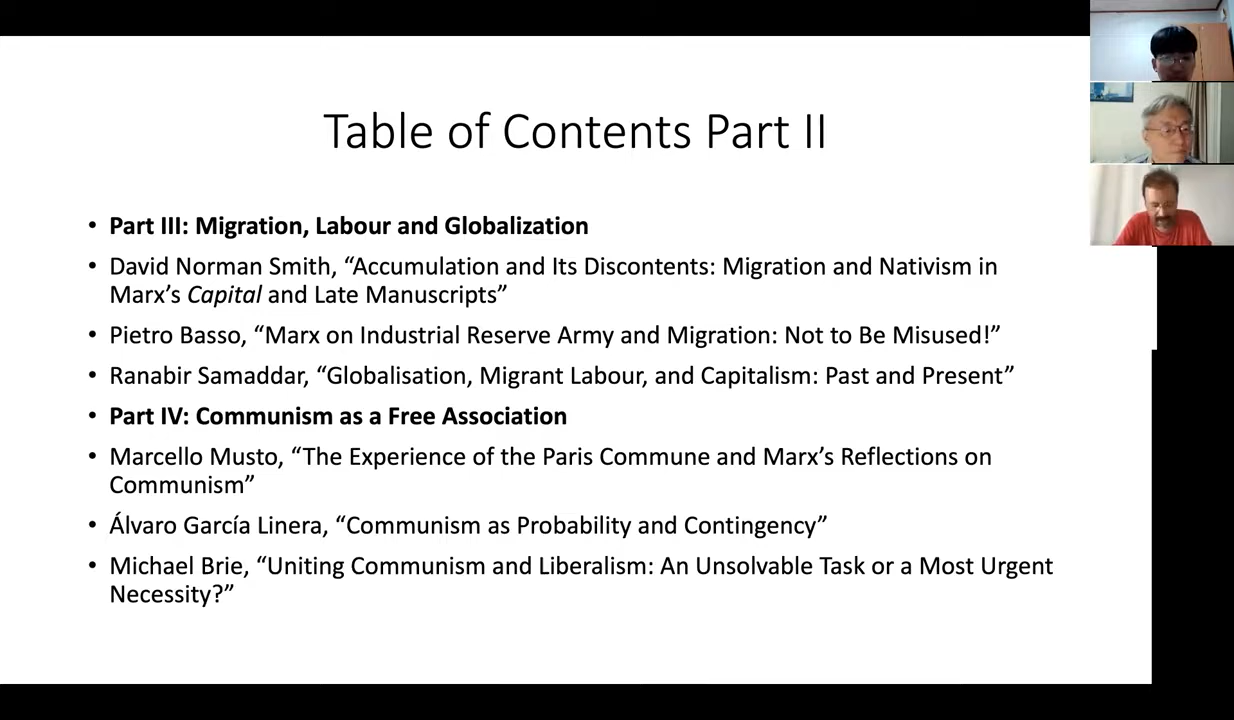 Table of Contents Part II
• Part III: Migration, Labour and Globalization
• David Norman Smith, “Accumulation and Its Discontents: Migration and Nativism in
Marx’s Capital and Late Manuscripts”
• Pietro Basso, “Marx on Industrial Reserve Army and Migration: Not to Be Misused!”
• Ranabir Samaddar, “Globalisation, Migrant Labour, and Capitalism: Past and Present”
• Part IV: Communism as a Free Association
• Marcello Musto, “The Experience of the Paris Commune and Marx’s Reflections on
Communism”
• Álvaro García Linera, “Communism as Probability and Contingency”
• Michael Brie, “Uniting Communism and Liberalism: An Unsolvable Task or a Most Urgent
Necessity?”